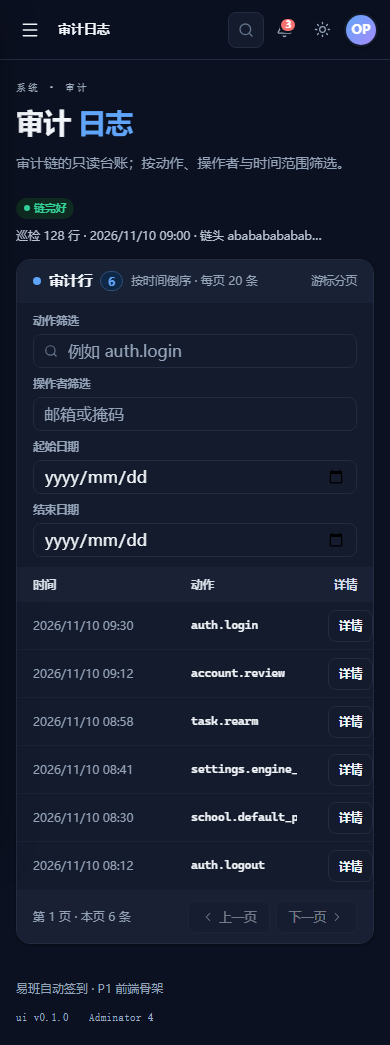 审计日志
3
OP
系统 · 审计
审计 日志
审计链的只读台账；按动作、操作者与时间范围筛选。
链完好
巡检 128 行 · 2026/11/10 09:00 · 链头 abababababab…
审计行 6 按时间倒序 · 每页 20 条 游标分页
动作筛选
例如 auth.login
操作者筛选
邮箱或掩码
起始日期
yyyy/mm/dd
结束日期
yyyy/mm/dd
时间 动作 详情
2026/11/10 09:30 auth.login 详情
2026/11/10 09:12 account.review 详情
2026/11/10 08:58 task.rearm 详情
2026/11/10 08:41 settings.engine_ 详情
2026/11/10 08:30 school.default_p 详情
2026/11/10 08:12 auth.logout 详情
第 1 页 · 本页 6 条 上一页 下一页
易班自动签到 · P1 前端骨架
ui v0.1.0 Adminator 4